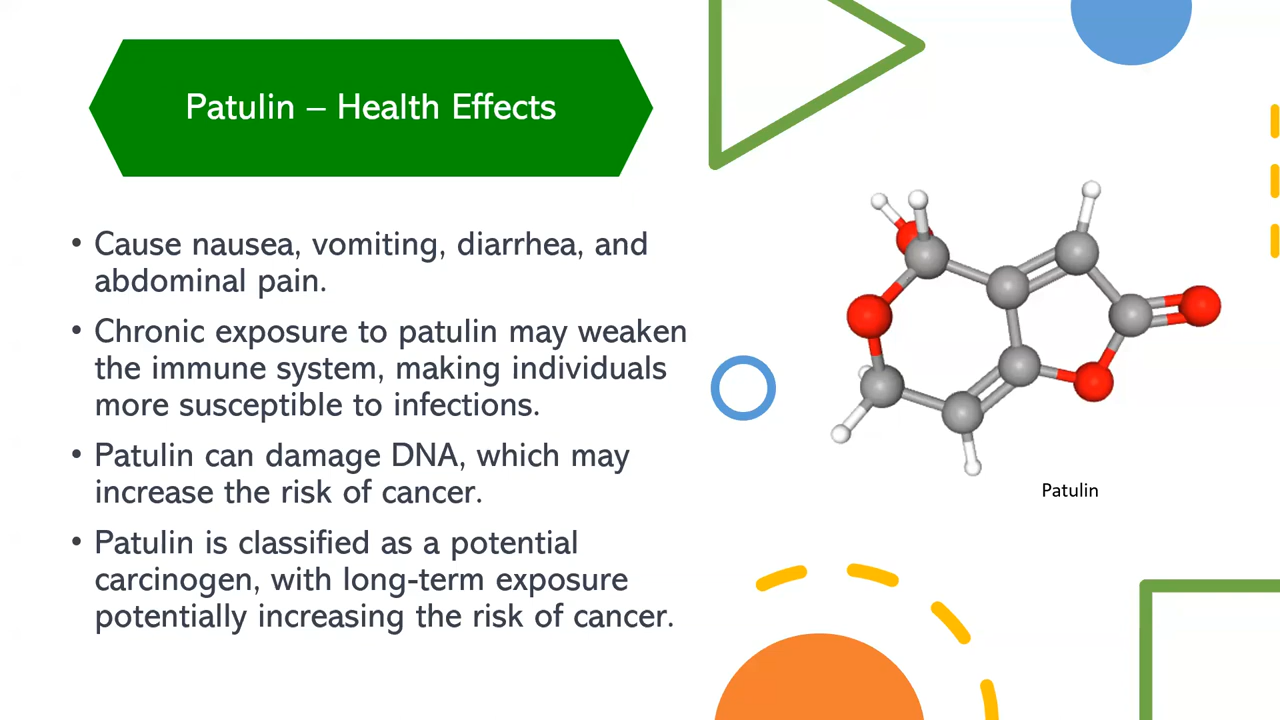 Patulin – Health Effects
• Cause nausea, vomiting, diarrhea, and
abdominal pain.
• Chronic exposure to patulin may weaken
the immune system, making individuals
more susceptible to infections.
• Patulin can damage DNA, which may
increase the risk of cancer.
• Patulin is classified as a potential
carcinogen, with long-term exposure
potentially increasing the risk of cancer.
Patulin